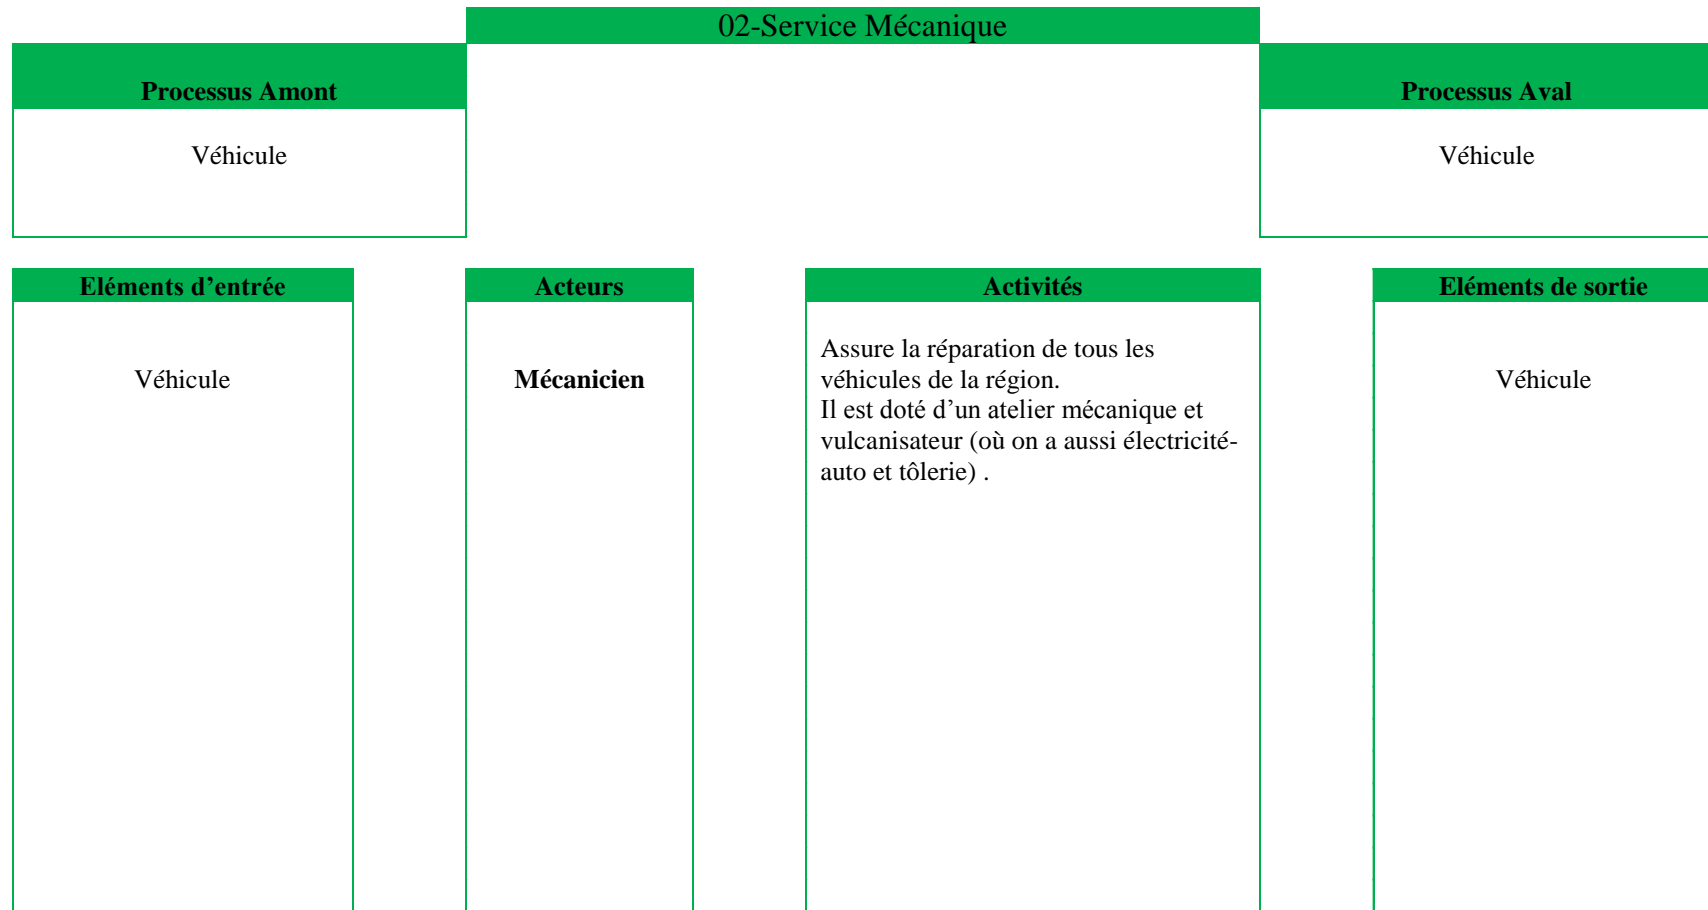 02-Service Mécanique
Processus Amont
Processus Aval
Véhicule
Véhicule
Eléments d’entrée
Acteurs
Activités
Eléments de sortie
Véhicule
Mécanicien
Assure la réparation de tous les
véhicules de la région.
Il est doté d’un atelier mécanique et
vulcanisateur (où on a aussi électricité-
auto et tôlerie) .
Véhicule